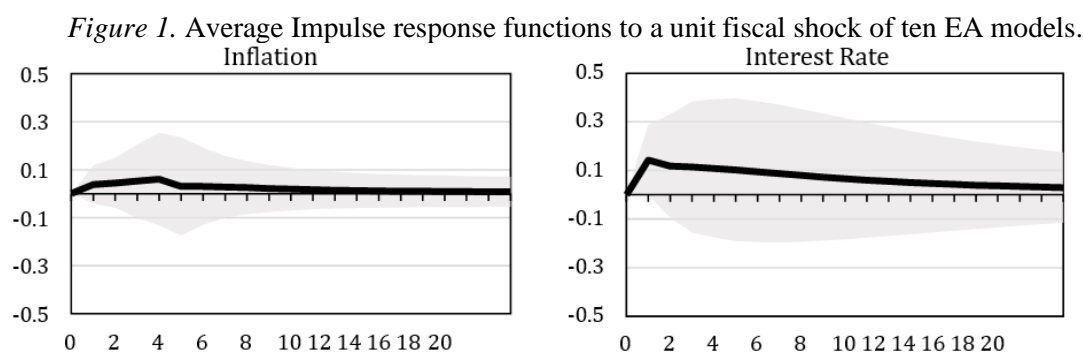 Figure 1. Average Impulse response functions to a unit fiscal shock of ten EA models.
Inflation
0.5
0.3
0.1
-0.1
-0.3
-0.5
0 2 4 6 8 10 12 14 16 18 20
Interest Rate
0.5
0.3
0.1
-0.1
-0.3
-0.5
0 2 4 6 8 10 12 14 16 18 20